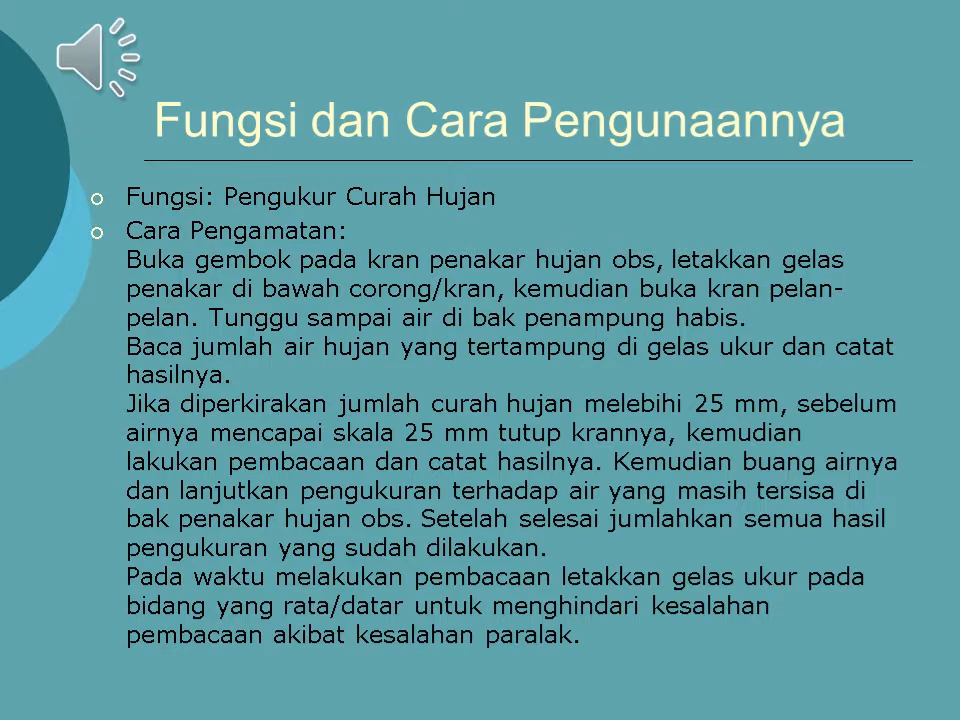 Fungsi dan Cara Pengunaannya
Fungsi: Pengukur Curah Hujan
Cara Pengamatan:
Buka gembok pada kran penakar hujan obs, letakkan gelas
penakar di bawah corong/kran, kemudian buka kran pelan-
pelan. Tunggu sampai air di bak penampung habis.
Baca jumlah air hujan yang tertampung di gelas ukur dan catat
hasilnya.
Jika diperkirakan jumlah curah hujan melebihi 25 mm, sebelum
airnya mencapai skala 25 mm tutup krannya, kemudian
lakukan pembacaan dan catat hasilnya. Kemudian buang airnya
dan lanjutkan pengukuran terhadap air yang masih tersisa di
bak penakar hujan obs. Setelah selesai jumlahkan semua hasil
pengukuran yang sudah dilakukan.
Pada waktu melakukan pembacaan letakkan gelas ukur pada
bidang yang rata/datar untuk menghindari kesalahan
pembacaan akibat kesalahan paralak.